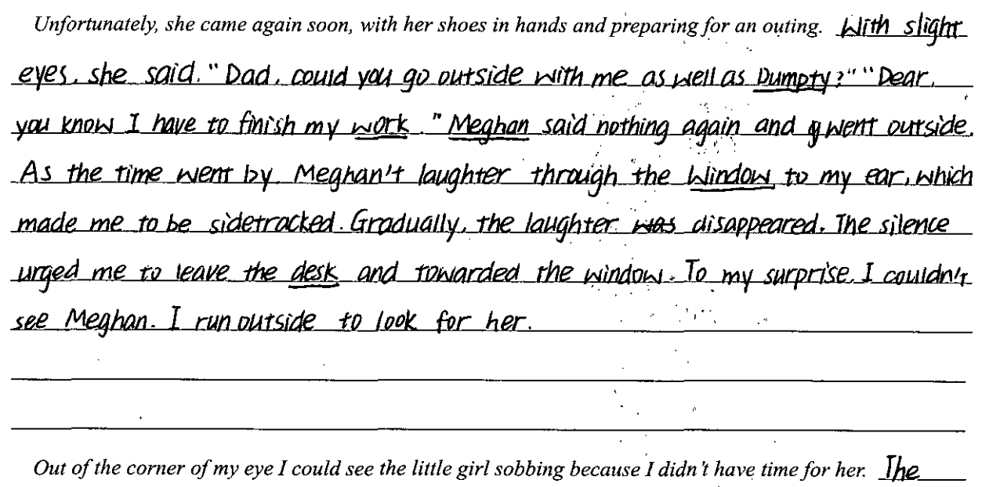 Unfortunately, she came again soon, with her shoes in hands and preparing for an outing. With slight
eyes, she said. "Dad, could you go outside with me as well as Dumpty?" "Dear,
you know I have to finish my work." Meghan said nothing again and went outside.
As the time went by. Meghan't laughter through the window to my ear, which
made me to be sidetracked. Gradually, the laughter was disappeared. The silence
urged me to leave the desk and towarded the window. To my surprise, I couldn't
see Meghan. I run outside to look for her.
Out of the corner of my eye I could see the little girl sobbing because I didn't have time for her. The